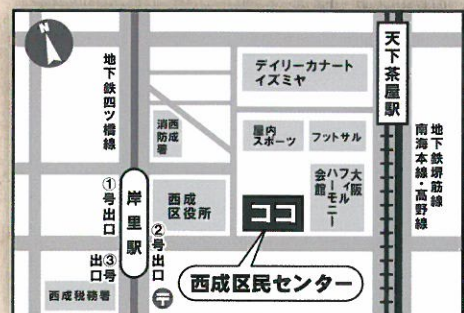 天下茶屋駅
デイリーカナート
イズミヤ
地下鉄四ツ橋線
西成
消防署
屋内
スポーツ
フットサル
地下鉄堺筋線
南海本線・高野線
大阪
フィル
ハーモニー
会館
①号出口
岸里駅
西成
区役所
ココ
②号出口
③号
出口
〒
西成区民センター
西成税務署